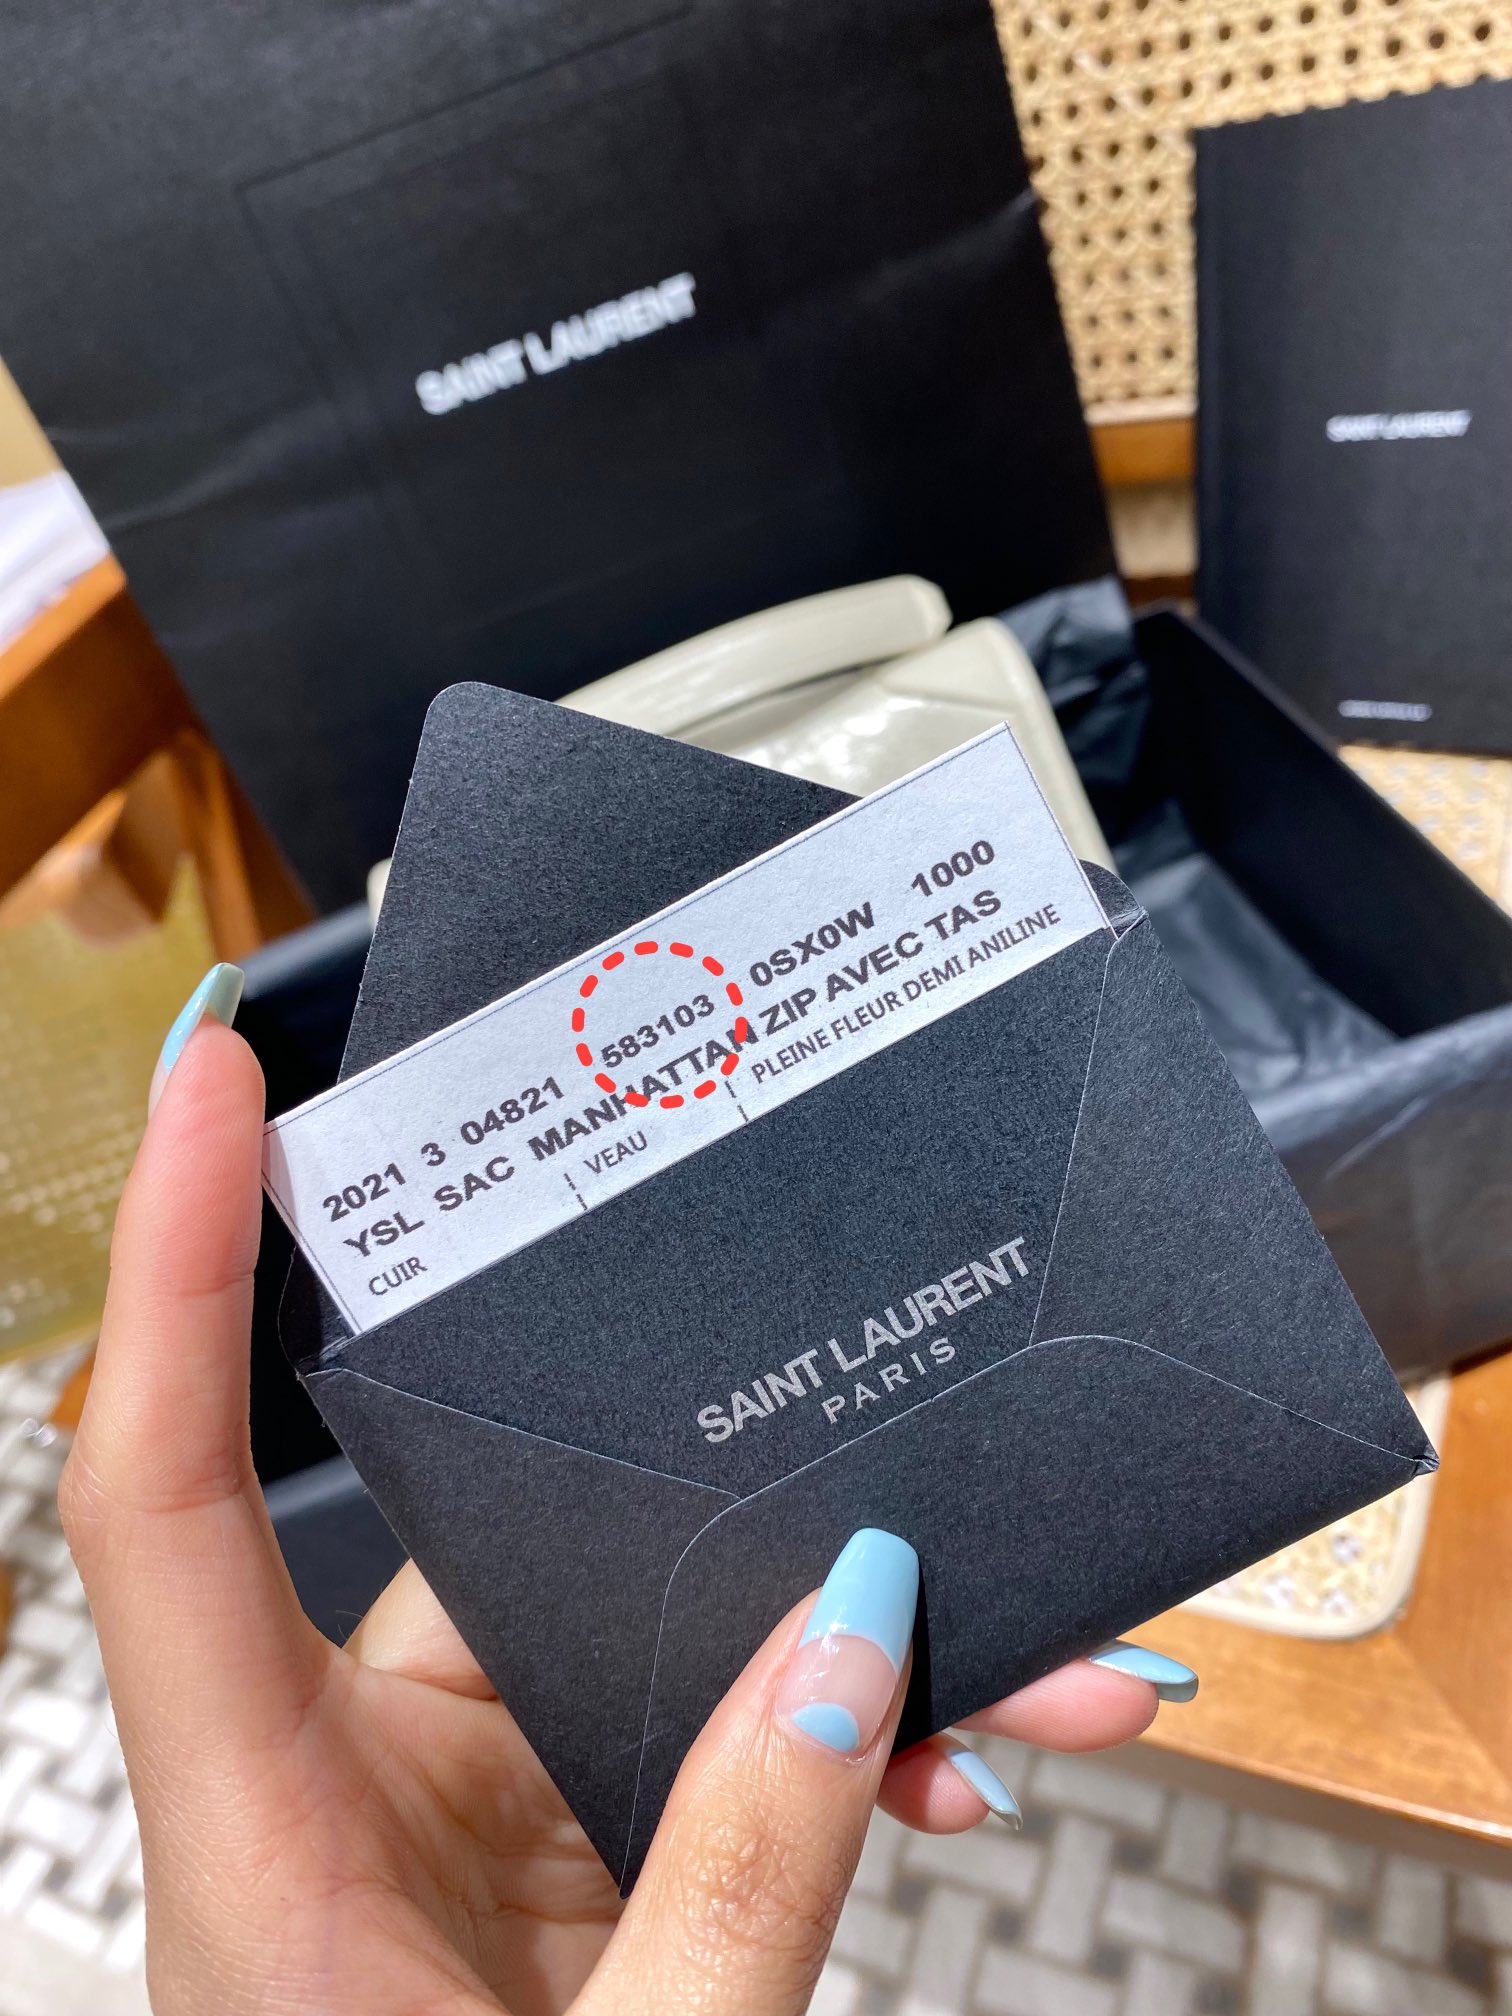 SAINT LAURENT
SAINT LAURENT
2021 3 04821 583103 0SX0W 1000
YSL SAC MANHATTAN ZIP AVEC TAS
CUIR VEAU PLEINE FLEUR DEMI ANILINE
SAINT LAURENT
PARIS